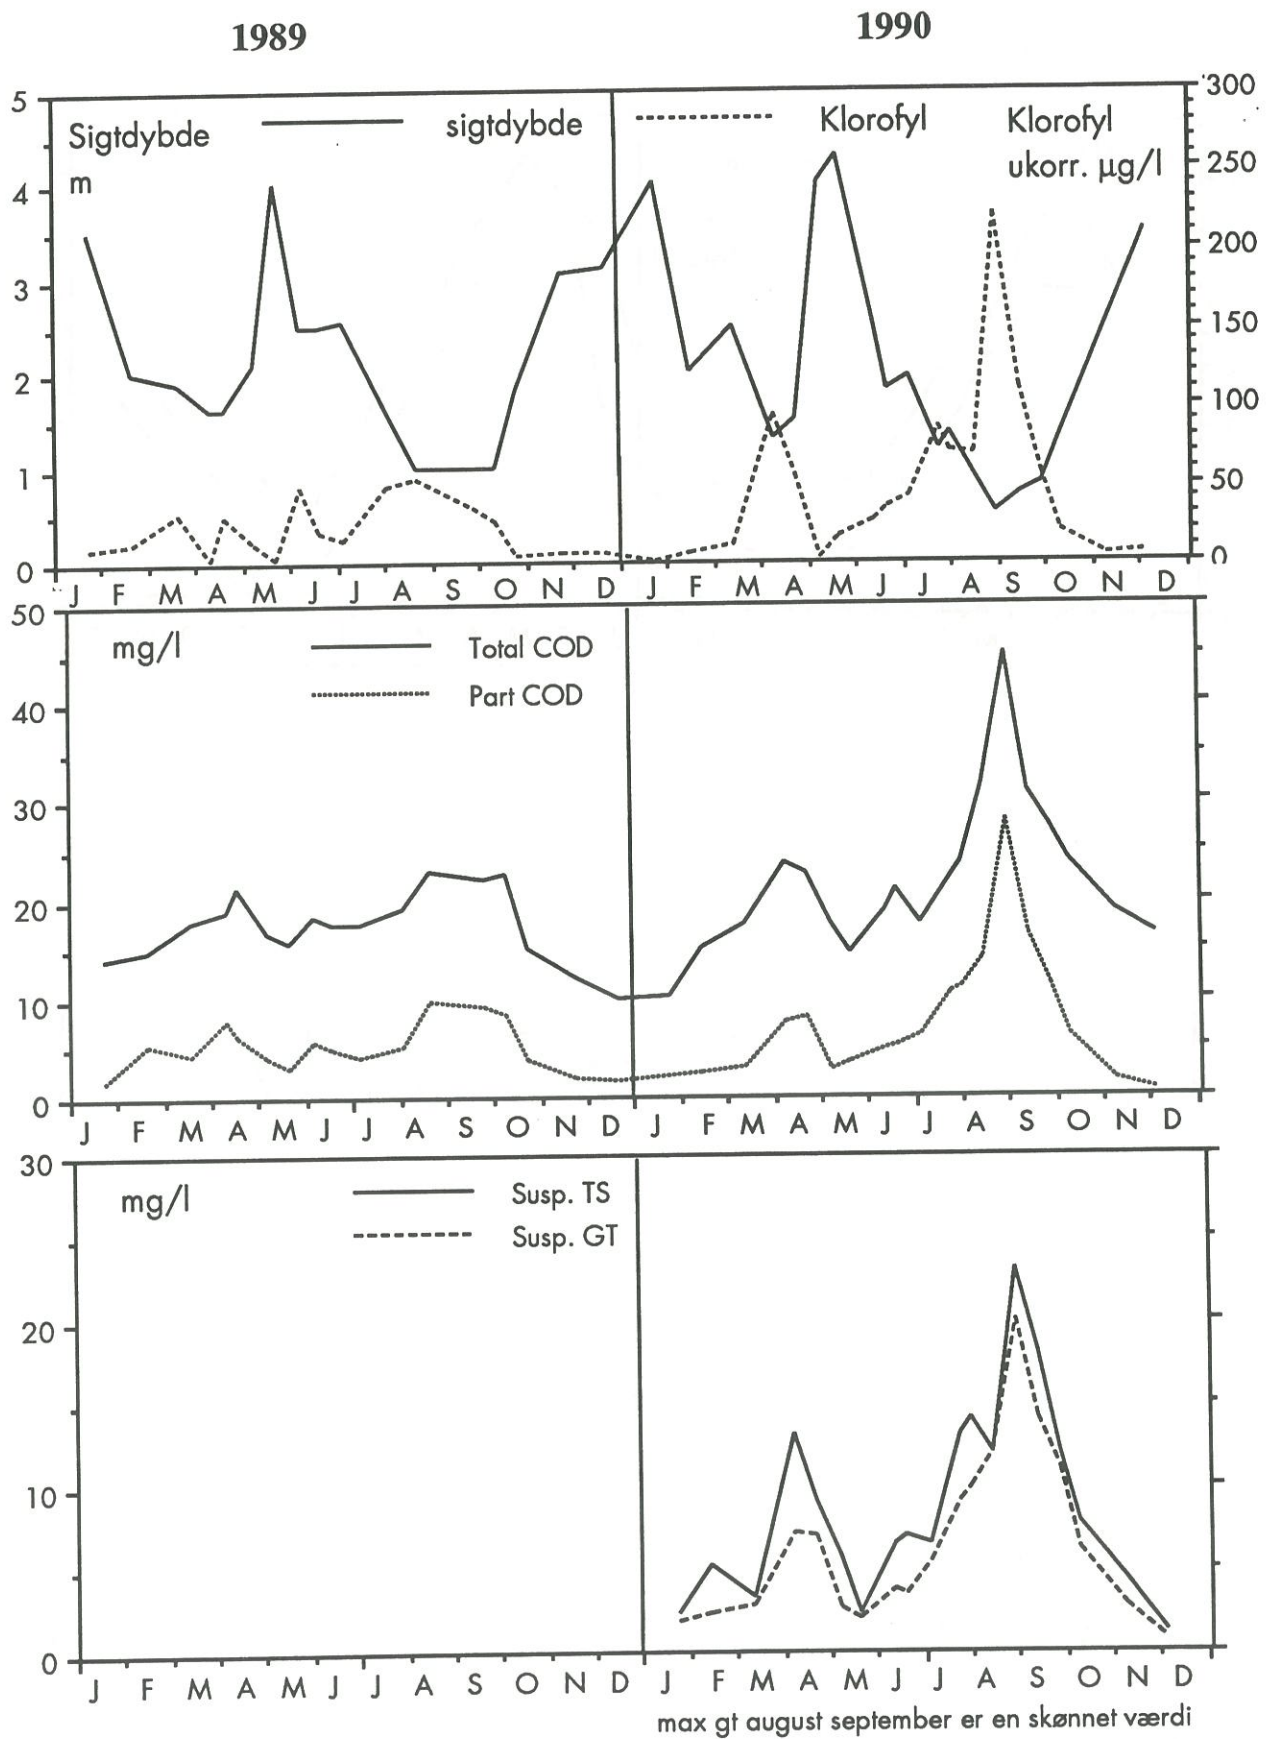 1989 1990
5
Sigtdybde sigtdybde Klorofyl Klorofyl 300
m ukorr. µg/l 250
4
200
3
150
2
100
1
50
0 0
J F M A M J J A S O N D J F M A M J J A S O N D
50
mg/l Total COD
Part COD
40
30
20
10
0
J F M A M J J A S O N D J F M A M J J A S O N D
30
mg/l Susp. TS
Susp. GT
20
10
0
J F M A M J J A S O N D J F M A M J J A S O N D
max gt august september er en skønnet værdi